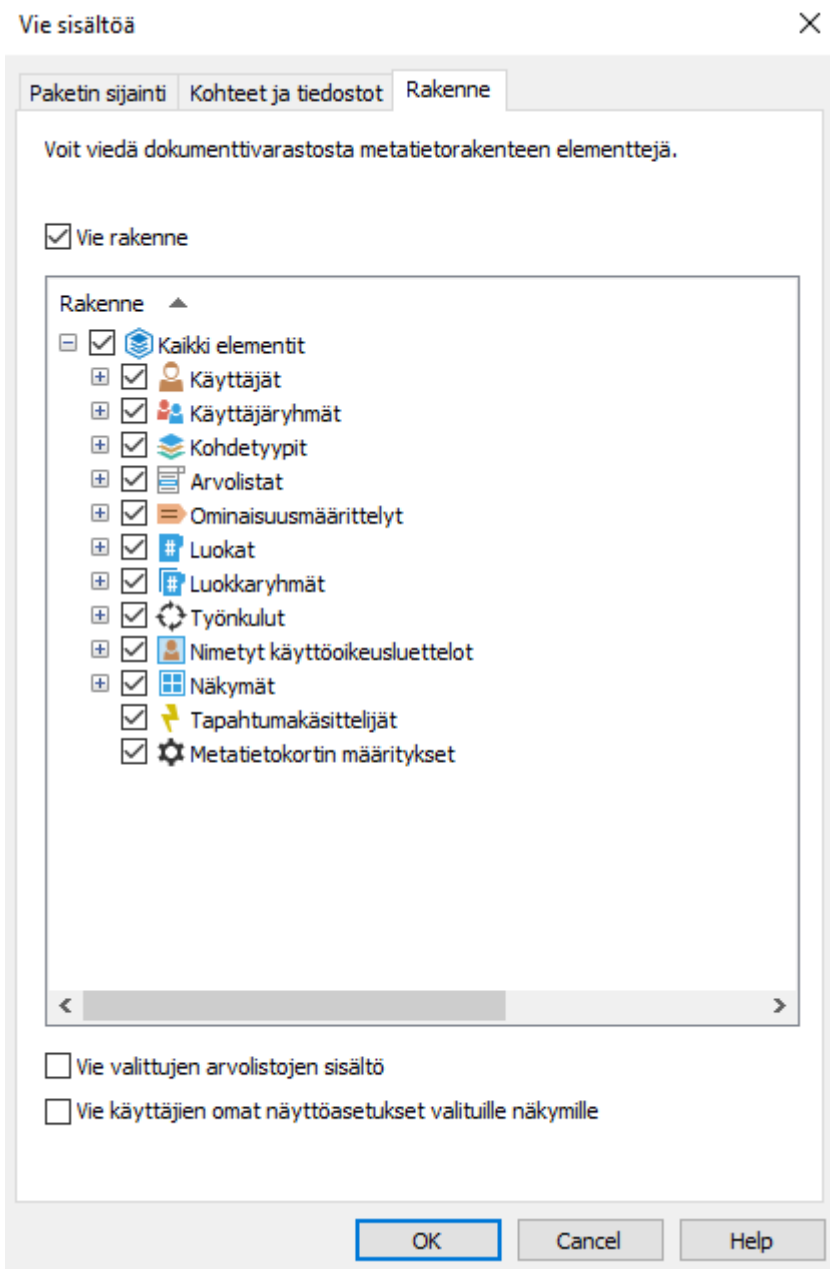 Vie sisältöä
Paketin sijainti Kohteet ja tiedostot Rakenne
Voit viedä dokumenttivarastosta metatietorakenteen elementtejä.
Vie rakenne
Rakenne
Kaikki elementit
Käyttäjät
Käyttäjäryhmät
Kohdetyypit
Arvolistat
Ominaisuusmäärittelyt
Luokat
Luokkaryhmät
Työnkulut
Nimetyt käyttöoikeusluettelot
Näkymät
Tapahtumakäsittelijät
Metatietokortin määritykset
Vie valittujen arvolistojen sisältö
Vie käyttäjien omat näyttöasetukset valituille näkymille
OK Cancel Help